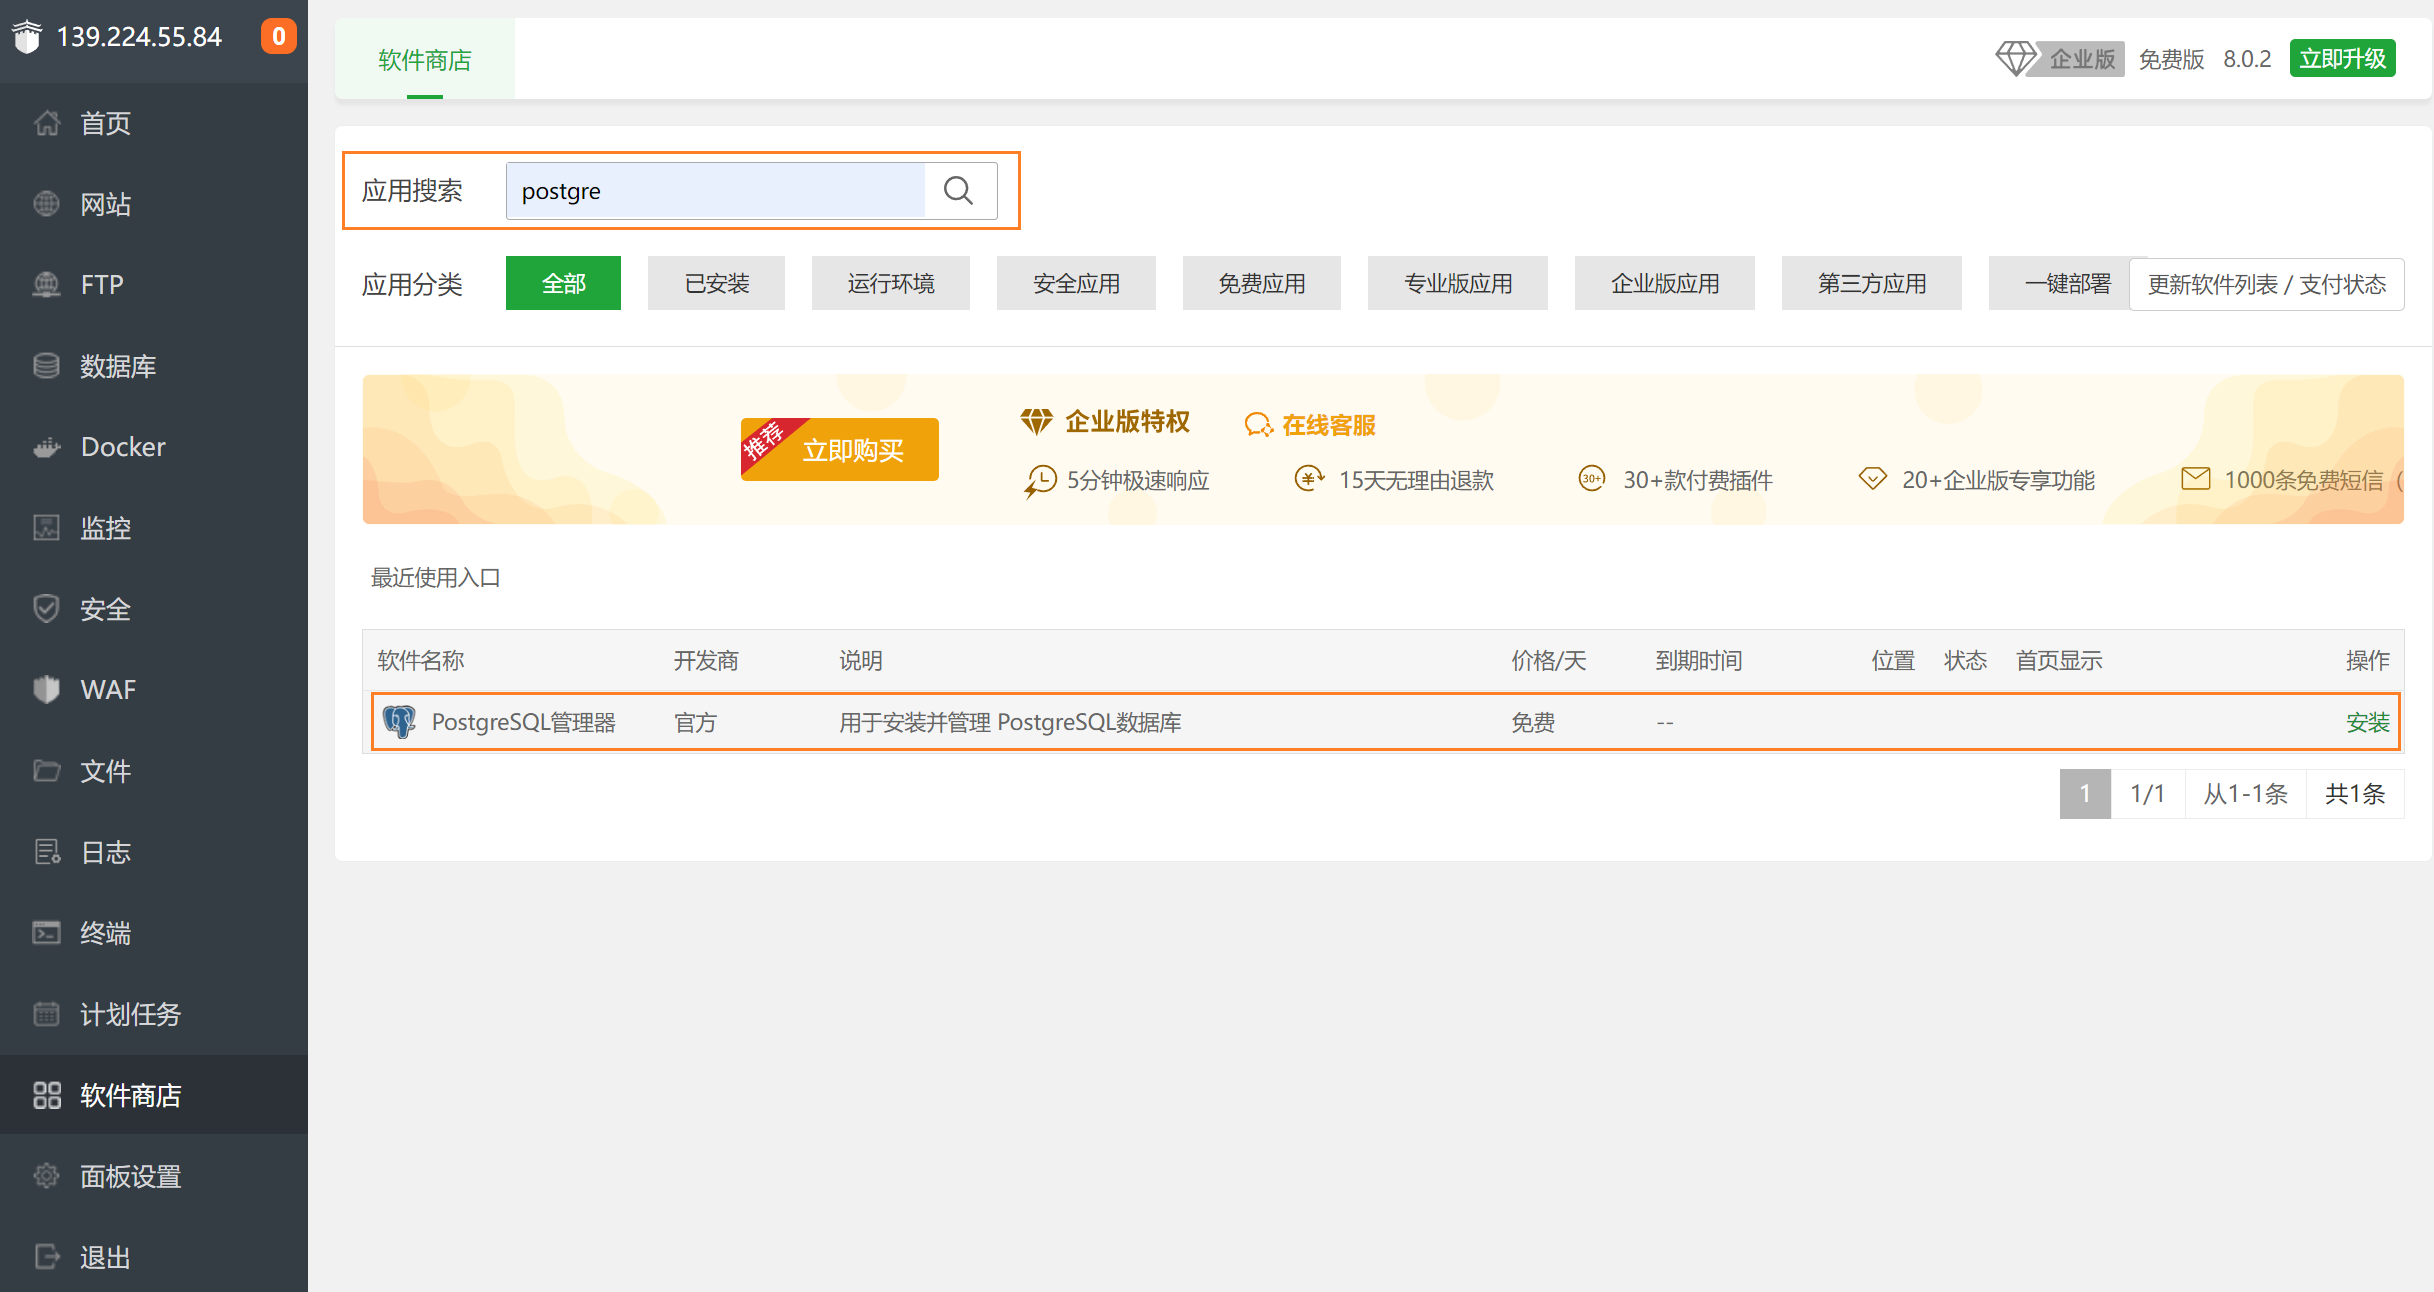 139.224.55.84
0
首页
网站
FTP
数据库
Docker
监控
安全
WAF
文件
日志
终端
计划任务
软件商店
面板设置
退出
软件商店
企业版 免费版 8.0.2 立即升级
应用搜索 postgre
应用分类 全部 已安装 运行环境 安全应用 免费应用 专业版应用 企业版应用 第三方应用 一键部署 更新软件列表 / 支付状态
推荐 立即购买
企业版特权 在线客服
5分钟极速响应 15天无理由退款 30+ 30+款付费插件 20+企业版专享功能 1000条免费短信 (
最近使用入口
软件名称 开发商 说明 价格/天 到期时间 位置 状态 首页显示 操作
PostgreSQL管理器 官方 用于安装并管理 PostgreSQL数据库 免费 -- 安装
1 1/1 从1-1条 共1条